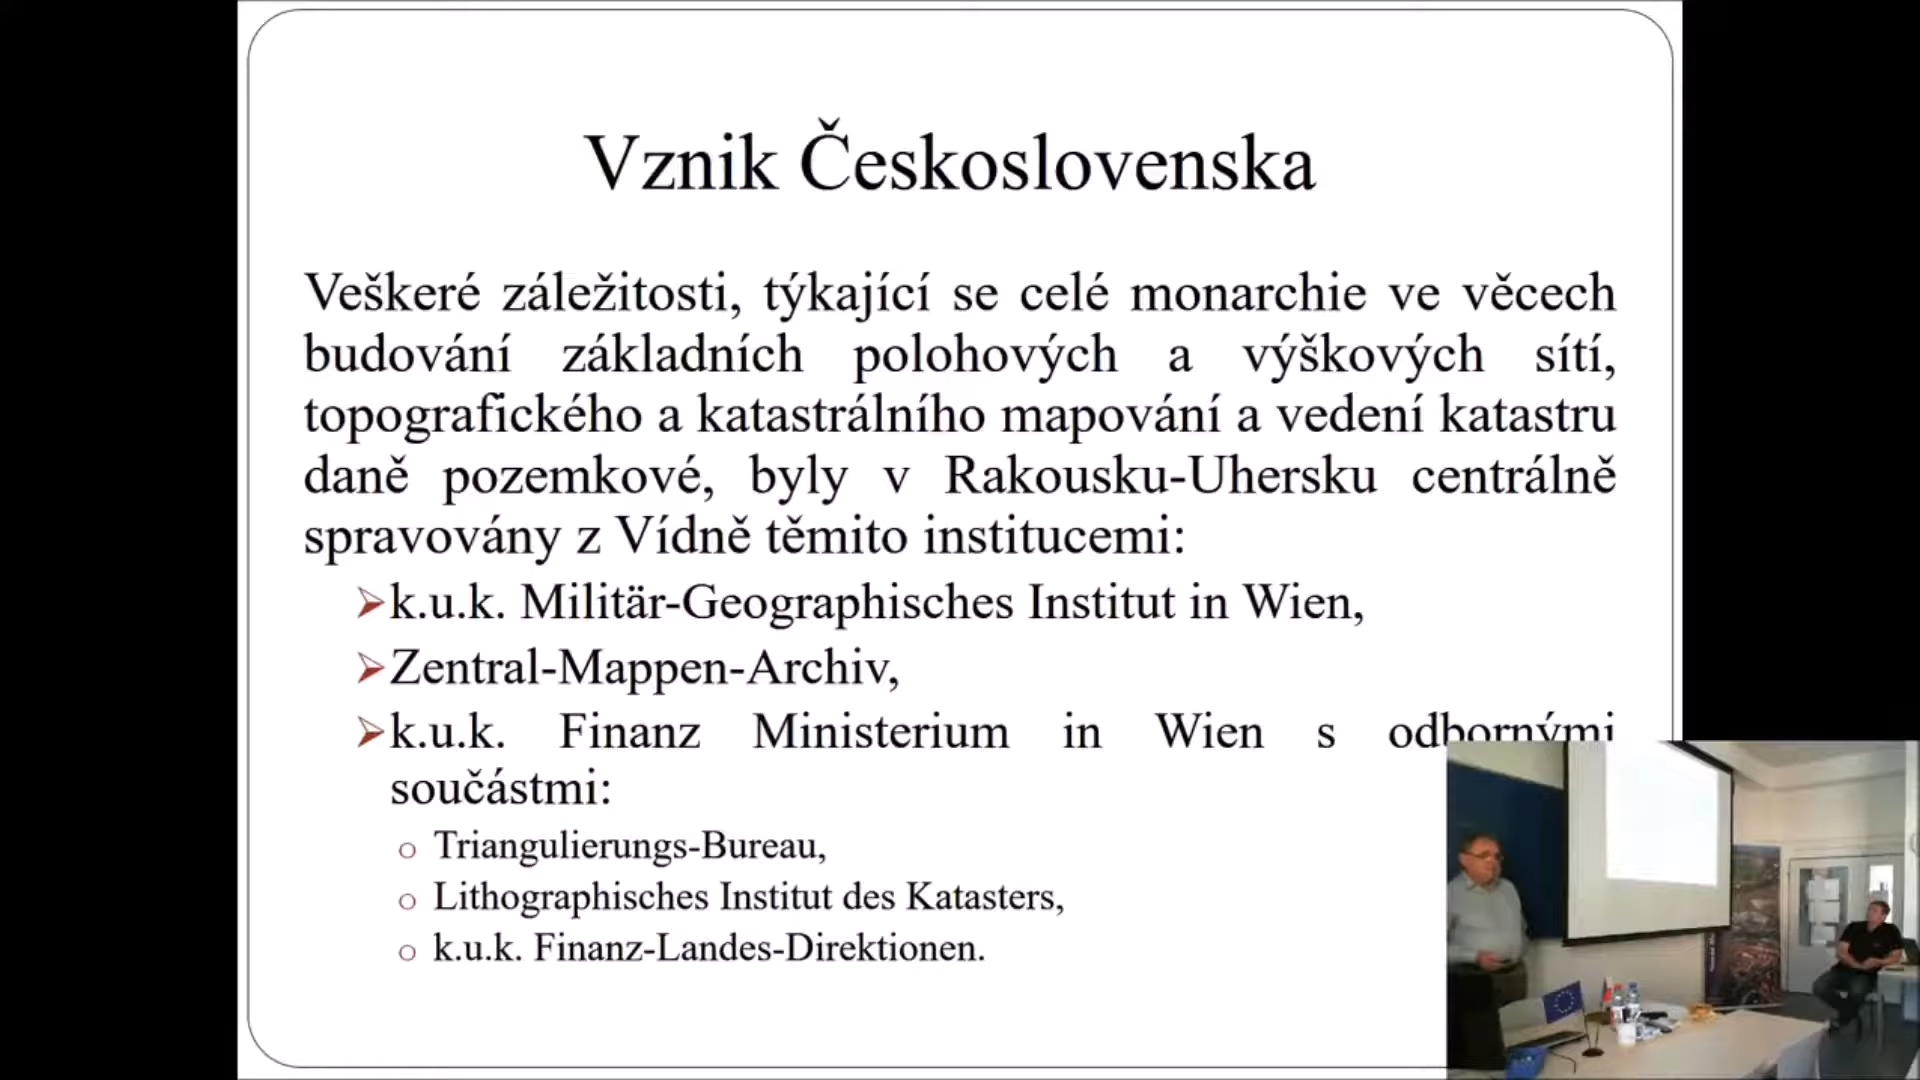 Vznik Československa
Veškeré záležitosti, týkající se celé monarchie ve věcech
budování základních polohových a výškových sítí,
topografického a katastrálního mapování a vedení katastru
daně pozemkové, byly v Rakousku-Uhersku centrálně
spravovány z Vídně těmito institucemi:
k.u.k. Militär-Geographisches Institut in Wien,
Zentral-Mappen-Archiv,
k.u.k. Finanz Ministerium in Wien s odbornými
součástmi:
Triangulierungs-Bureau,
Lithographisches Institut des Katasters,
k.u.k. Finanz-Landes-Direktionen.